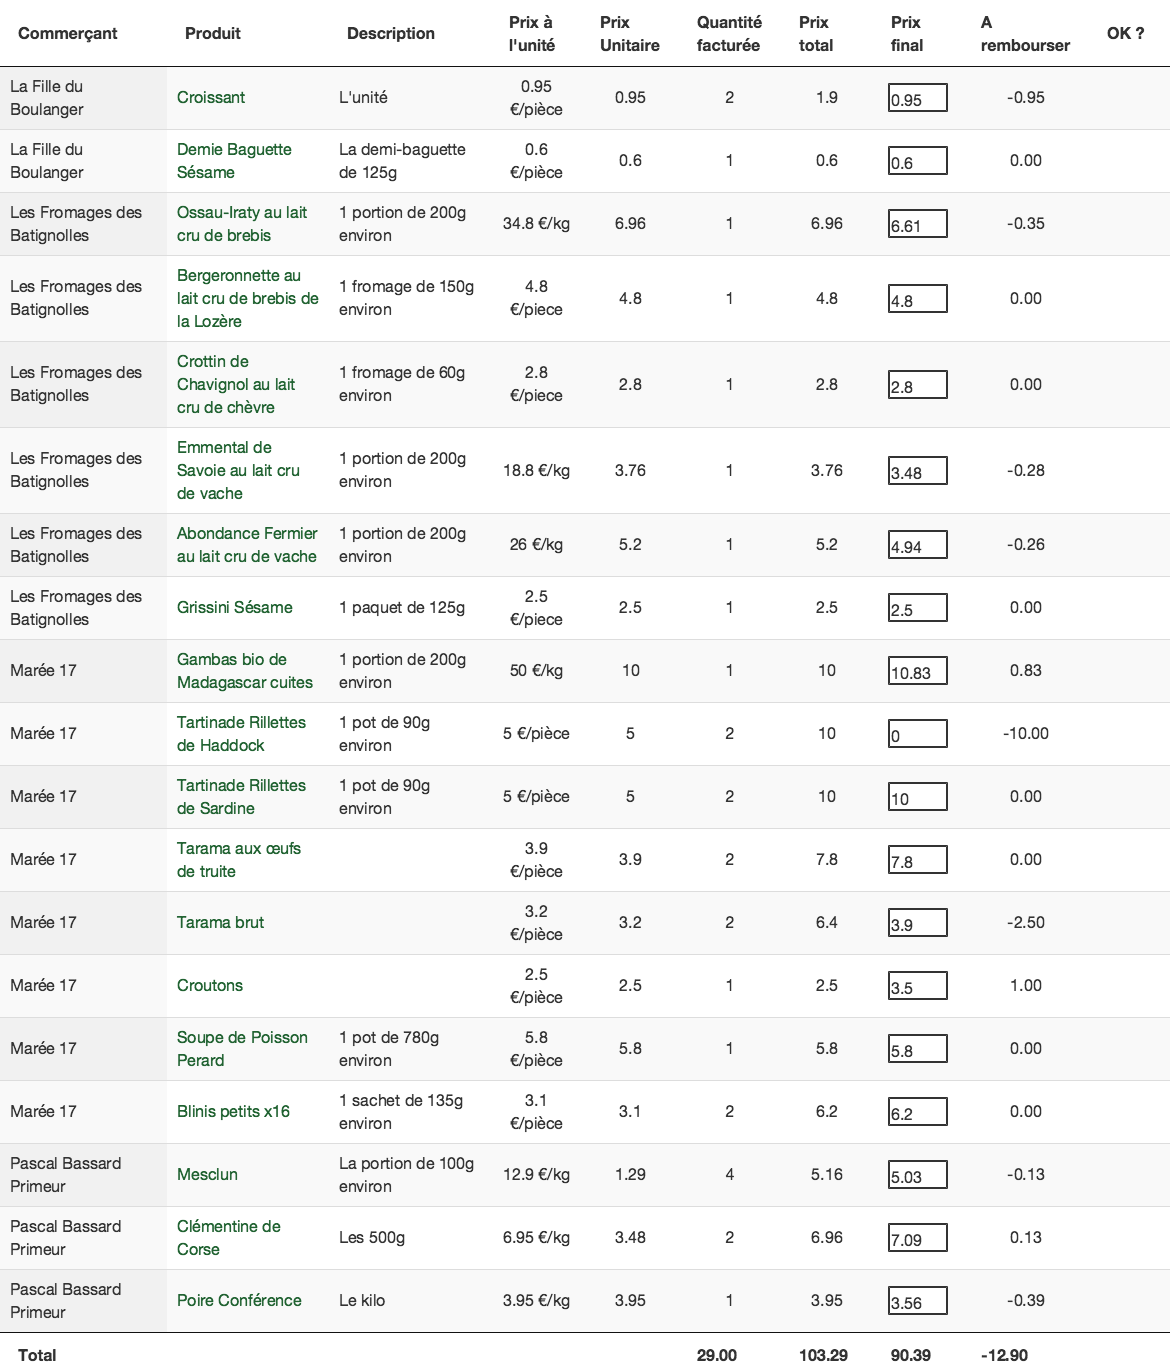 Commerçant Produit Description Prix à l'unité Prix Unitaire Quantité facturée Prix total Prix final A rembourser OK ?
La Fille du Boulanger Croissant L'unité 0.95 €/pièce 0.95 2 1.9 0.95 -0.95
La Fille du Boulanger Demie Baguette Sésame La demi-baguette de 125g 0.6 €/pièce 0.6 1 0.6 0.6 0.00
Les Fromages des Batignolles Ossau-Iraty au lait cru de brebis 1 portion de 200g environ 34.8 €/kg 6.96 1 6.96 6.61 -0.35
Les Fromages des Batignolles Bergeronnette au lait cru de brebis de la Lozère 1 fromage de 150g environ 4.8 €/piece 4.8 1 4.8 4.8 0.00
Les Fromages des Batignolles Crottin de Chavignol au lait cru de chèvre 1 fromage de 60g environ 2.8 €/piece 2.8 1 2.8 2.8 0.00
Les Fromages des Batignolles Emmental de Savoie au lait cru de vache 1 portion de 200g environ 18.8 €/kg 3.76 1 3.76 3.48 -0.28
Les Fromages des Batignolles Abondance Fermier au lait cru de vache 1 portion de 200g environ 26 €/kg 5.2 1 5.2 4.94 -0.26
Les Fromages des Batignolles Grissini Sésame 1 paquet de 125g 2.5 €/piece 2.5 1 2.5 2.5 0.00
Marée 17 Gambas bio de Madagascar cuites 1 portion de 200g environ 50 €/kg 10 1 10 10.83 0.83
Marée 17 Tartinade Rillettes de Haddock 1 pot de 90g environ 5 €/pièce 5 2 10 0 -10.00
Marée 17 Tartinade Rillettes de Sardine 1 pot de 90g environ 5 €/pièce 5 2 10 10 0.00
Marée 17 Tarama aux œufs de truite 3.9 €/pièce 3.9 2 7.8 7.8 0.00
Marée 17 Tarama brut 3.2 €/pièce 3.2 2 6.4 3.9 -2.50
Marée 17 Croutons 2.5 €/pièce 2.5 1 2.5 3.5 1.00
Marée 17 Soupe de Poisson Perard 1 pot de 780g environ 5.8 €/pièce 5.8 1 5.8 5.8 0.00
Marée 17 Blinis petits x16 1 sachet de 135g environ 3.1 €/pièce 3.1 2 6.2 6.2 0.00
Pascal Bassard Primeur Mesclun La portion de 100g environ 12.9 €/kg 1.29 4 5.16 5.03 -0.13
Pascal Bassard Primeur Clémentine de Corse Les 500g 6.95 €/kg 3.48 2 6.96 7.09 0.13
Pascal Bassard Primeur Poire Conférence Le kilo 3.95 €/kg 3.95 1 3.95 3.56 -0.39
Total 29.00 103.29 90.39 -12.90